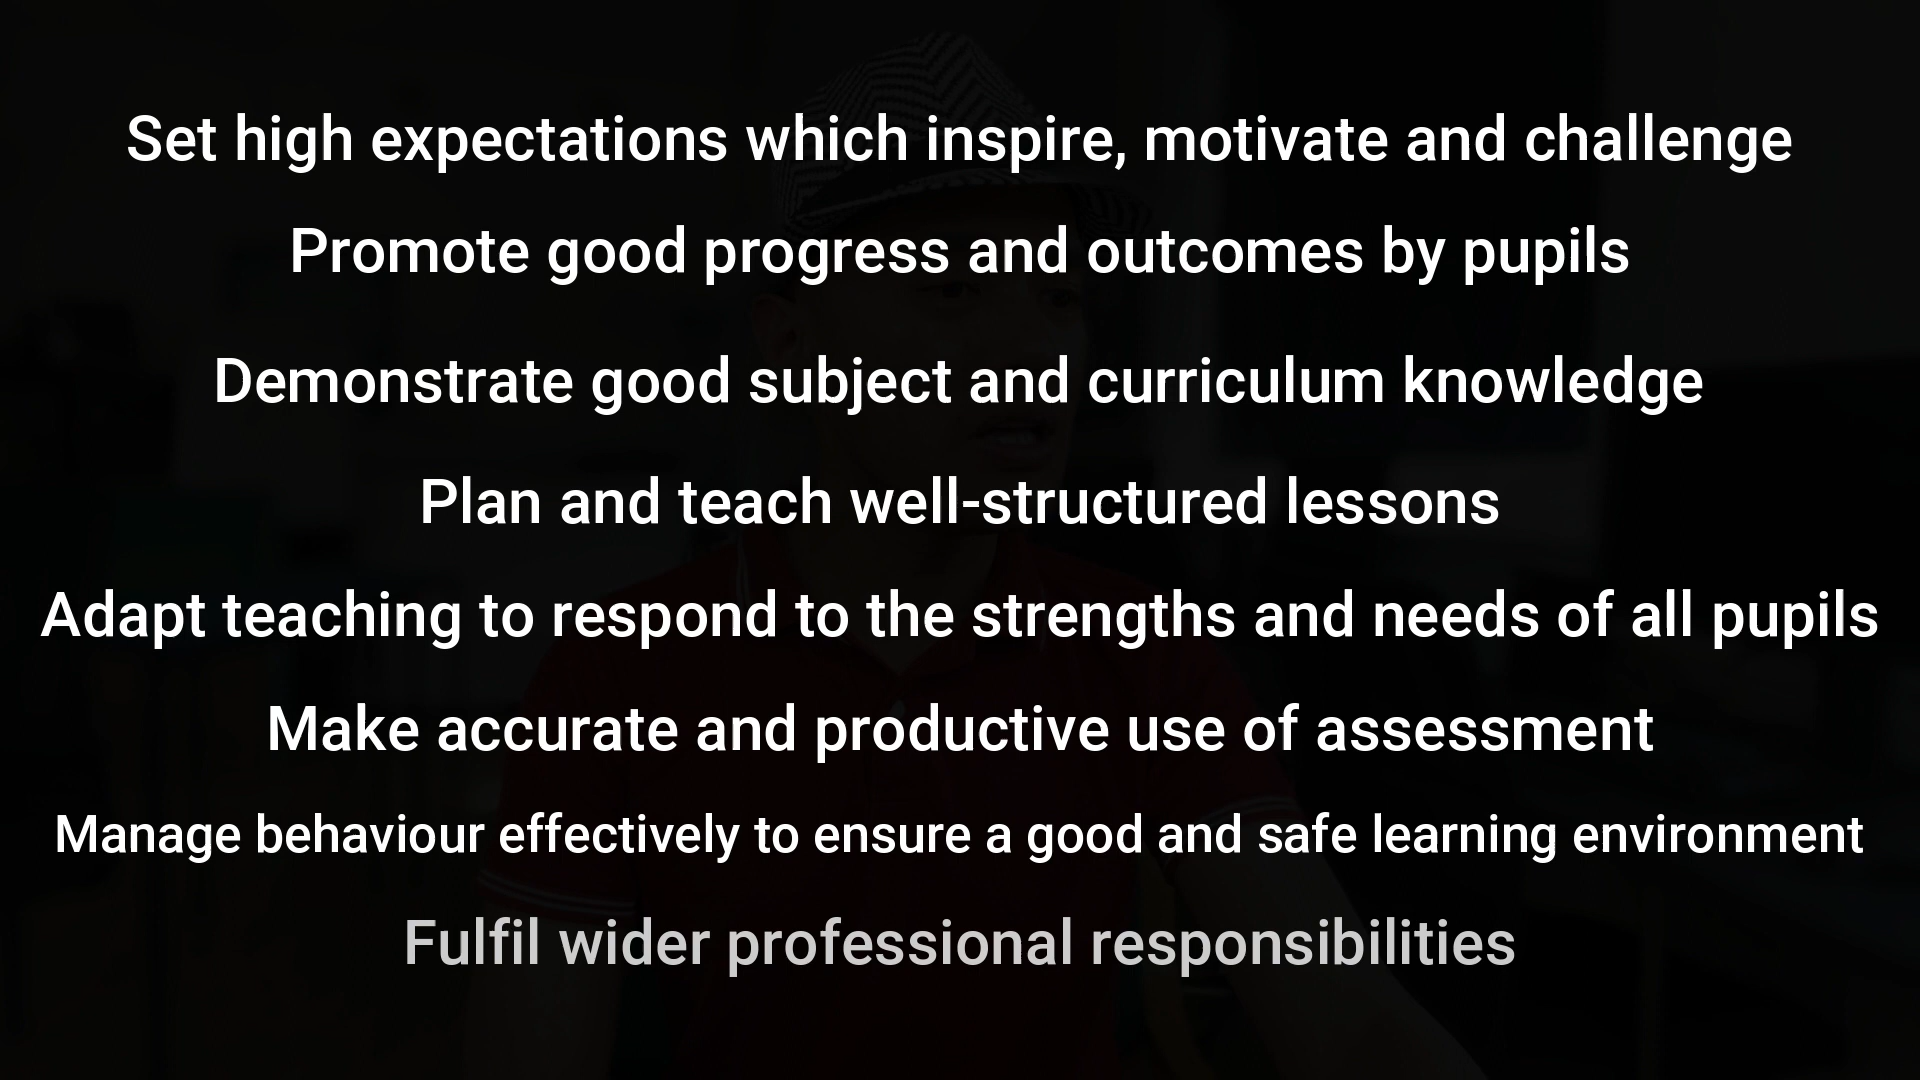 Set high expectations which inspire, motivate and challenge
Promote good progress and outcomes by pupils
Demonstrate good subject and curriculum knowledge
Plan and teach well-structured lessons
Adapt teaching to respond to the strengths and needs of all pupils
Make accurate and productive use of assessment
Manage behaviour effectively to ensure a good and safe learning environment
Fulfil wider professional responsibilities